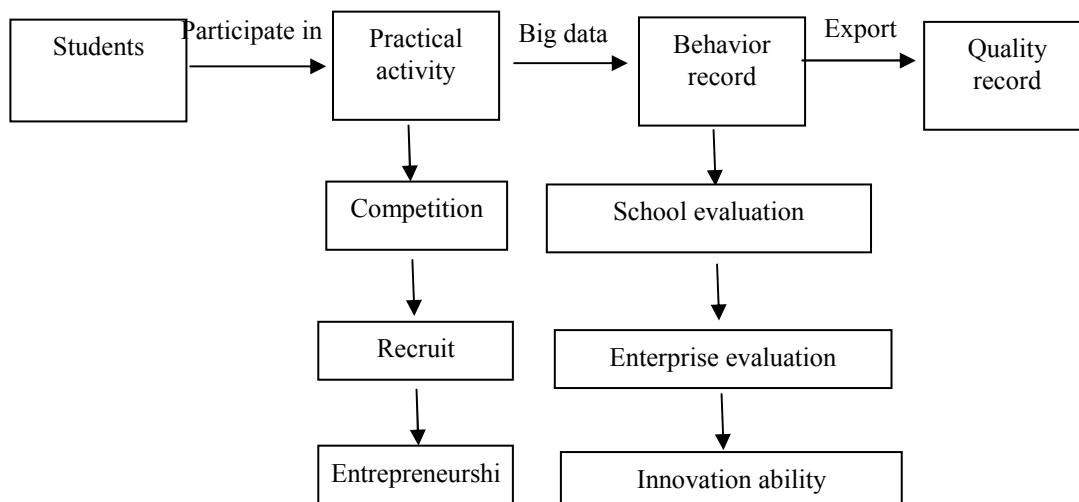 Students
Participate in
Practical
activity
Big data
Behavior
record
Export
Quality
record
Competition
School evaluation
Recruit
Enterprise evaluation
Entrepreneurshi
Innovation ability